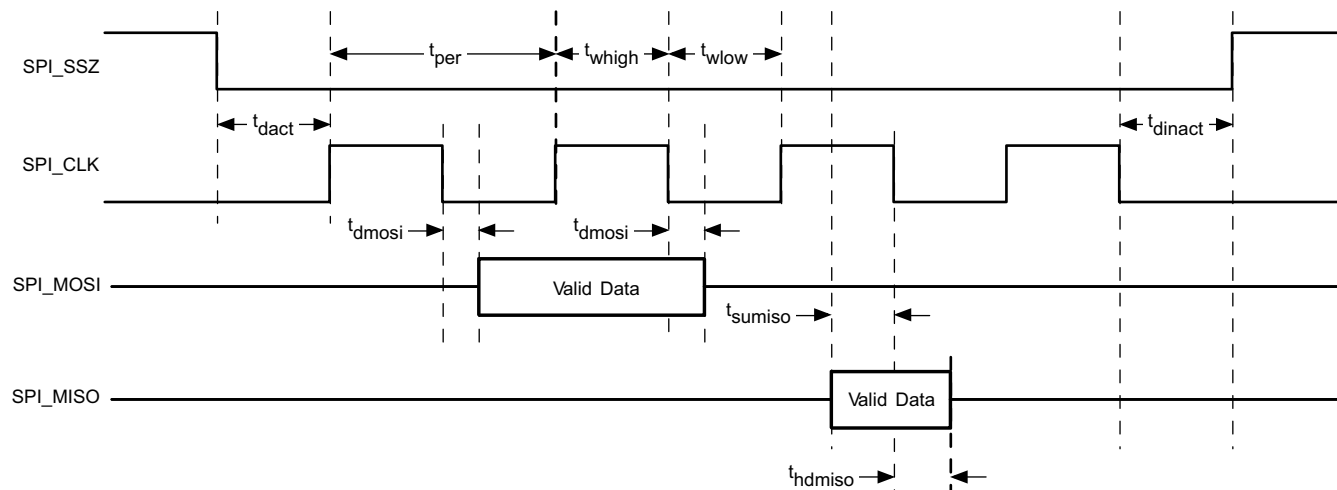 SPI_SSZ
t_per
t_whigh
t_wlow
t_dact
t_dinact
SPI_CLK
t_dmosi
t_dmosi
SPI_MOSI
Valid Data
t_sumiso
SPI_MISO
Valid Data
t_hdmiso